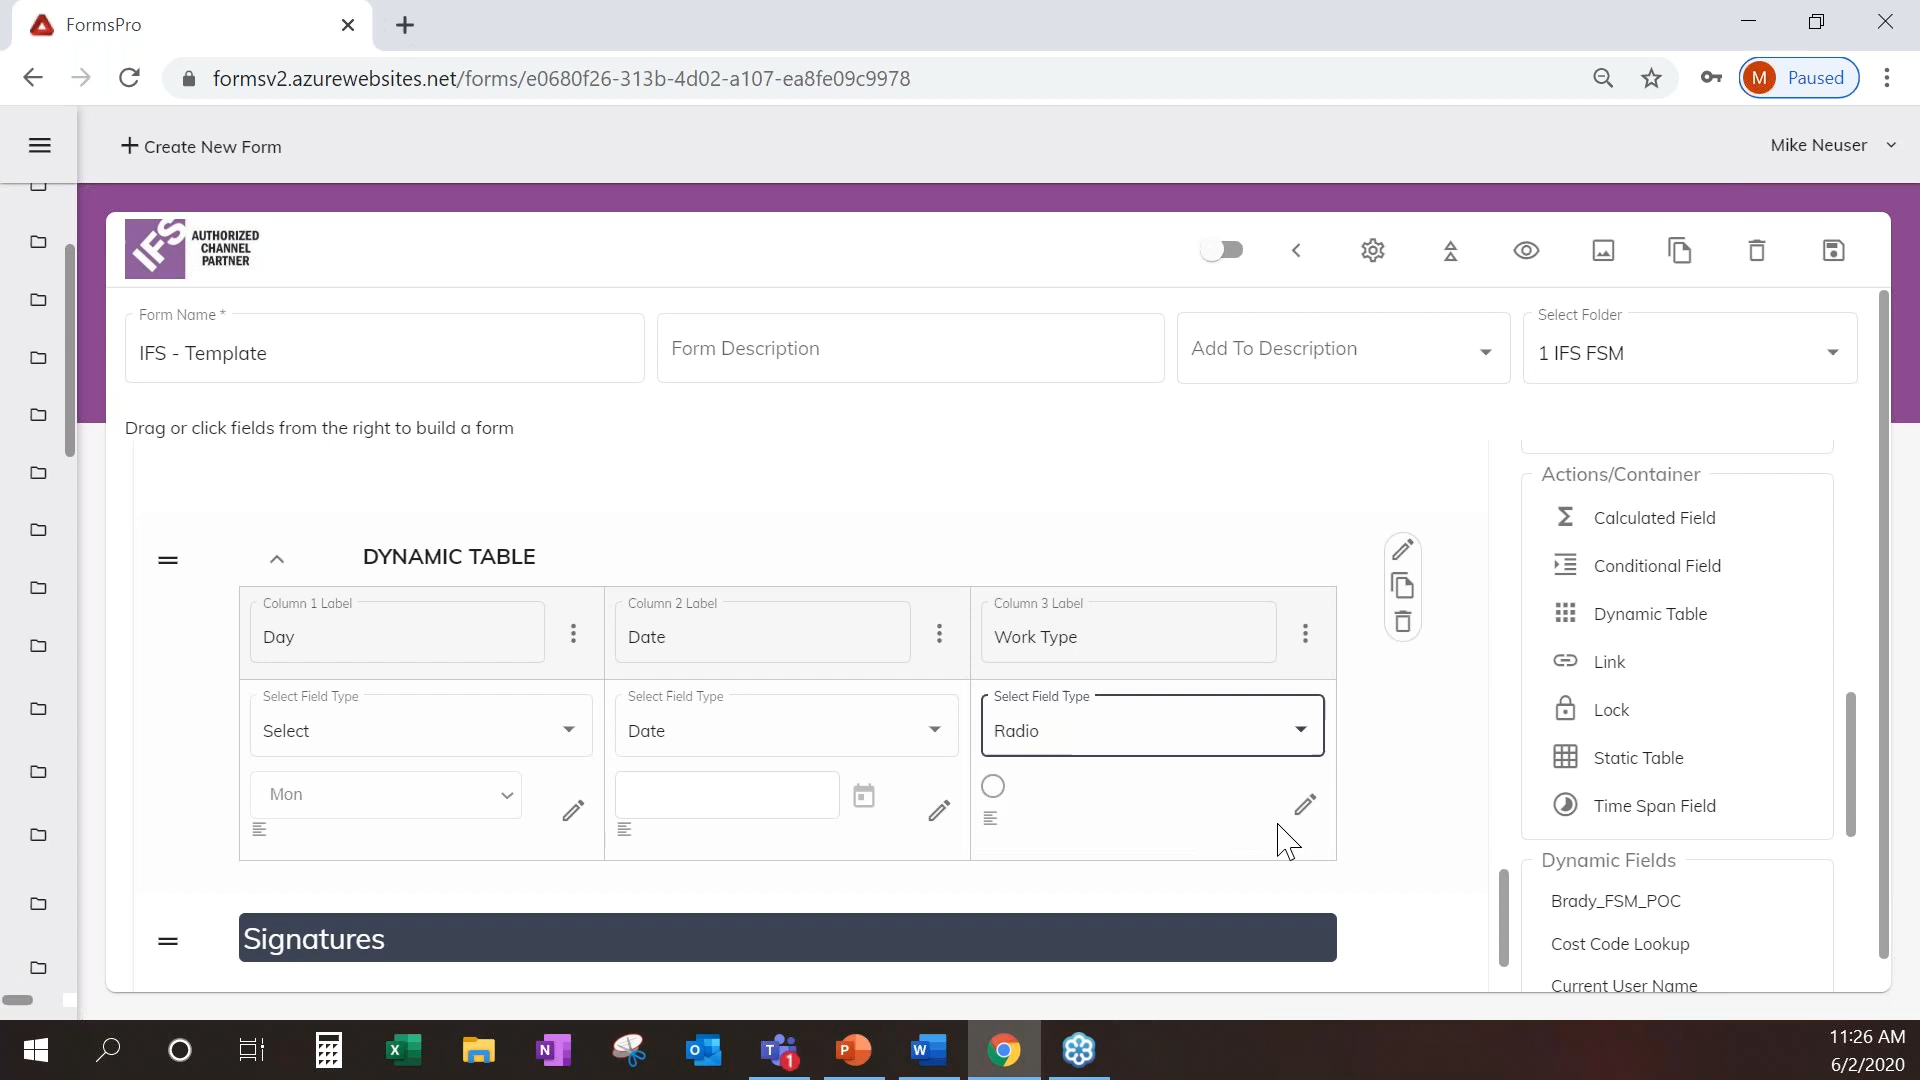 FormsPro
formsv2.azurewebsites.net/forms/e0680f26-313b-4d02-a107-ea8fe09c9978
M Paused
Create New Form
Mike Neuser
IFS
AUTHORIZED
CHANNEL
PARTNER
Form Name *
IFS - Template
Form Description
Add To Description
Select Folder
1 IFS FSM
Drag or click fields from the right to build a form
DYNAMIC TABLE
Column 1 Label
Day
Column 2 Label
Date
Column 3 Label
Work Type
Select Field Type
Select
Select Field Type
Date
Select Field Type
Radio
Mon
Signatures
Actions/Container
Calculated Field
Conditional Field
Dynamic Table
Link
Lock
Static Table
Time Span Field
Dynamic Fields
Brady_FSM_POC
Cost Code Lookup
Current User Name
X
N
O
T
1
P
W
11:26 AM
6/2/2020